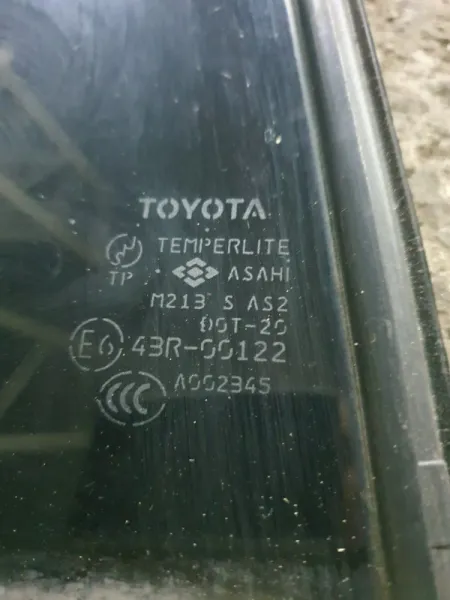 TOYOTA
TEMPERLITE
TP ASAHI
M213 S AS2
DOT-20
E6 43R-00122
CCC A002345